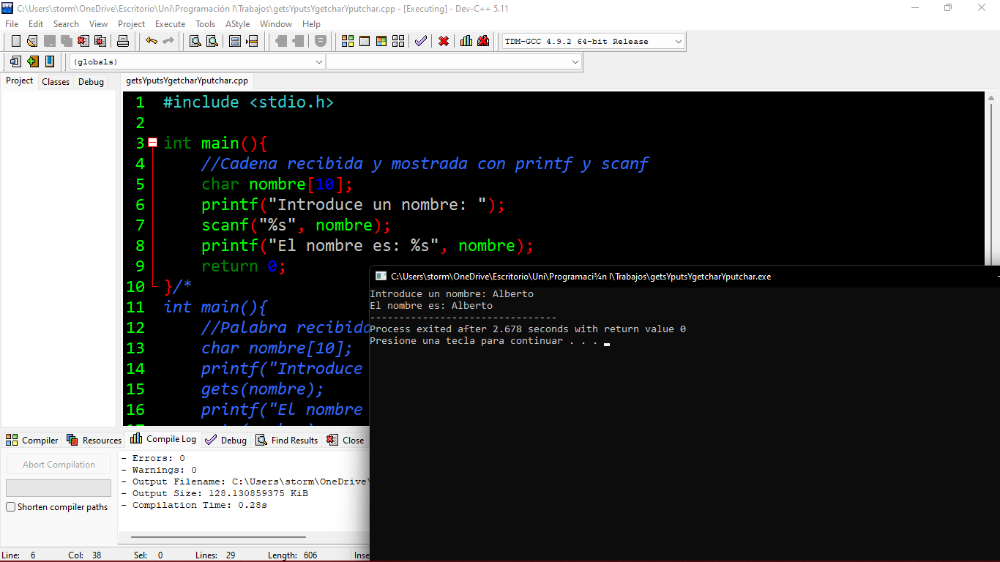 C:\Users\storm\OneDrive\Escritorio\Uni\Programación I\Trabajos\getsYputsYgetcharYputchar.cpp - [Executing] - Dev-C++ 5.11
File Edit Search View Project Execute Tools AStyle Window Help
TDM-GCC 4.9.2 64-bit Release
(globals)
Project Classes Debug
getsYputsYgetcharYputchar.cpp
1 #include <stdio.h>
2
3 int main(){
4 //Cadena recibida y mostrada con printf y scanf
5 char nombre[10];
6 printf("Introduce un nombre: ");
7 scanf("%s", nombre);
8 printf("El nombre es: %s", nombre);
9 return 0;
10 }/*
11 int main(){
12 //Palabra recibida
13 char nombre[10];
14 printf("Introduce
15 gets(nombre);
16 printf("El nombre
C:\Users\storm\OneDrive\Escritorio\Uni\Programaci¾n I\Trabajos\getsYputsYgetcharYputchar.exe
Introduce un nombre: Alberto
El nombre es: Alberto
--------------------------------
Process exited after 2.678 seconds with return value 0
Presione una tecla para continuar . . .
Compiler Resources Compile Log Debug Find Results Close
Abort Compilation
Shorten compiler paths
- Errors: 0
- Warnings: 0
- Output Filename: C:\Users\storm\OneDrive\
- Output Size: 128.130859375 KiB
- Compilation Time: 0.28s
Line: 6 Col: 38 Sel: 0 Lines: 29 Length: 606 Inse